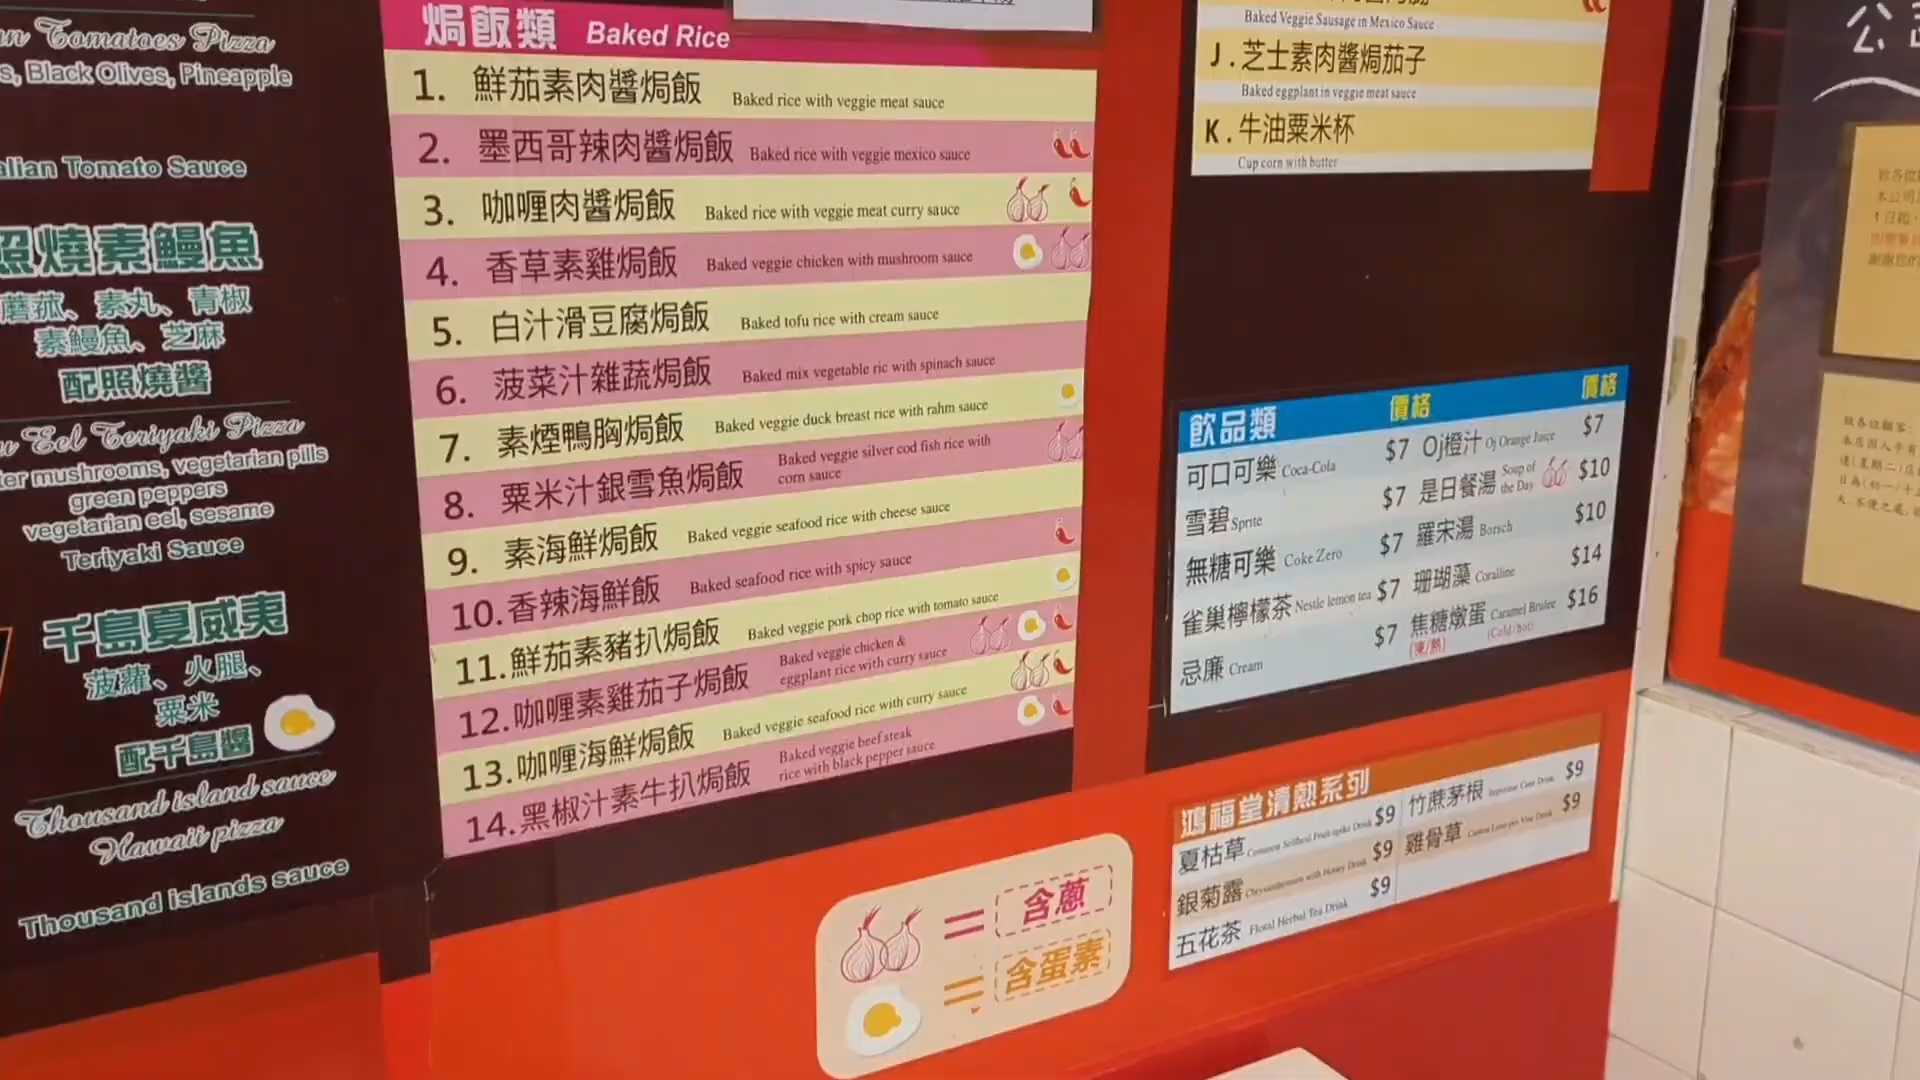 Tomatoes Pizza
s, Black Olives, Pineapple
alian Tomato Sauce
照燒素鰻魚
蘑菰、素丸、青椒
素鰻魚、芝麻
配照燒醬
Eel Teriyaki Pizza
ter mushrooms, vegetarian pills
green peppers
vegetarian eel, sesame
Teriyaki Sauce
千島夏威夷
菠蘿、火腿、
粟米
配千島醬
Thousand island sauce
Hawaii pizza
Thousand islands sauce
焗飯類 Baked Rice
1. 鮮茄素肉醬焗飯 Baked rice with veggie meat sauce
2. 墨西哥辣肉醬焗飯 Baked rice with veggie mexico sauce
3. 咖喱肉醬焗飯 Baked rice with veggie meat curry sauce
4. 香草素雞焗飯 Baked veggie chicken with mushroom sauce
5. 白汁滑豆腐焗飯 Baked tofu rice with cream sauce
6. 菠菜汁雜蔬焗飯 Baked mix vegetable ric with spinach sauce
7. 素煙鴨胸焗飯 Baked veggie duck breast rice with rahm sauce
8. 粟米汁銀雪魚焗飯 Baked veggie silver cod fish rice with
corn sauce
9. 素海鮮焗飯 Baked veggie seafood rice with cheese sauce
10. 香辣海鮮飯 Baked seafood rice with spicy sauce
11. 鮮茄素豬扒焗飯 Baked veggie pork chop rice with tomato sauce
12. 咖喱素雞茄子焗飯 Baked veggie chicken &
eggplant rice with curry sauce
13. 咖喱海鮮焗飯 Baked veggie seafood rice with curry sauce
14. 黑椒汁素牛扒焗飯 Baked veggie beef steak
rice with black pepper sauce
= 含蔥
= 含蛋素
Baked Veggie Sausage in Mexico Sauce
J. 芝士素肉醬焗茄子
Baked eggplant in veggie meat sauce
K. 牛油粟米杯
Cup corn with butter
飲品類 價格 價格
可口可樂 Coca-Cola $7 Oj橙汁 Oj Orange Juice $7
雪碧 Sprite $7 是日餐湯 Soup of the Day $10
無糖可樂 Coke Zero $7 羅宋湯 Borsch $10
雀巢檸檬茶 Nestle lemon tea $7 珊瑚藻 Coralline $14
忌廉 Cream $7 焦糖燉蛋 Caramel Brulee $16
(凍/熱) (Cold/hot)
鴻福堂清熱系列
夏枯草 Common Selfheal Fruit-spike Drink $9 竹蔗茅根 Imperatae Cane Drink $9
銀菊露 Chrysanthemum with Honey Drink $9 雞骨草 $9
五花茶 Floral Herbal Tea Drink $9
公